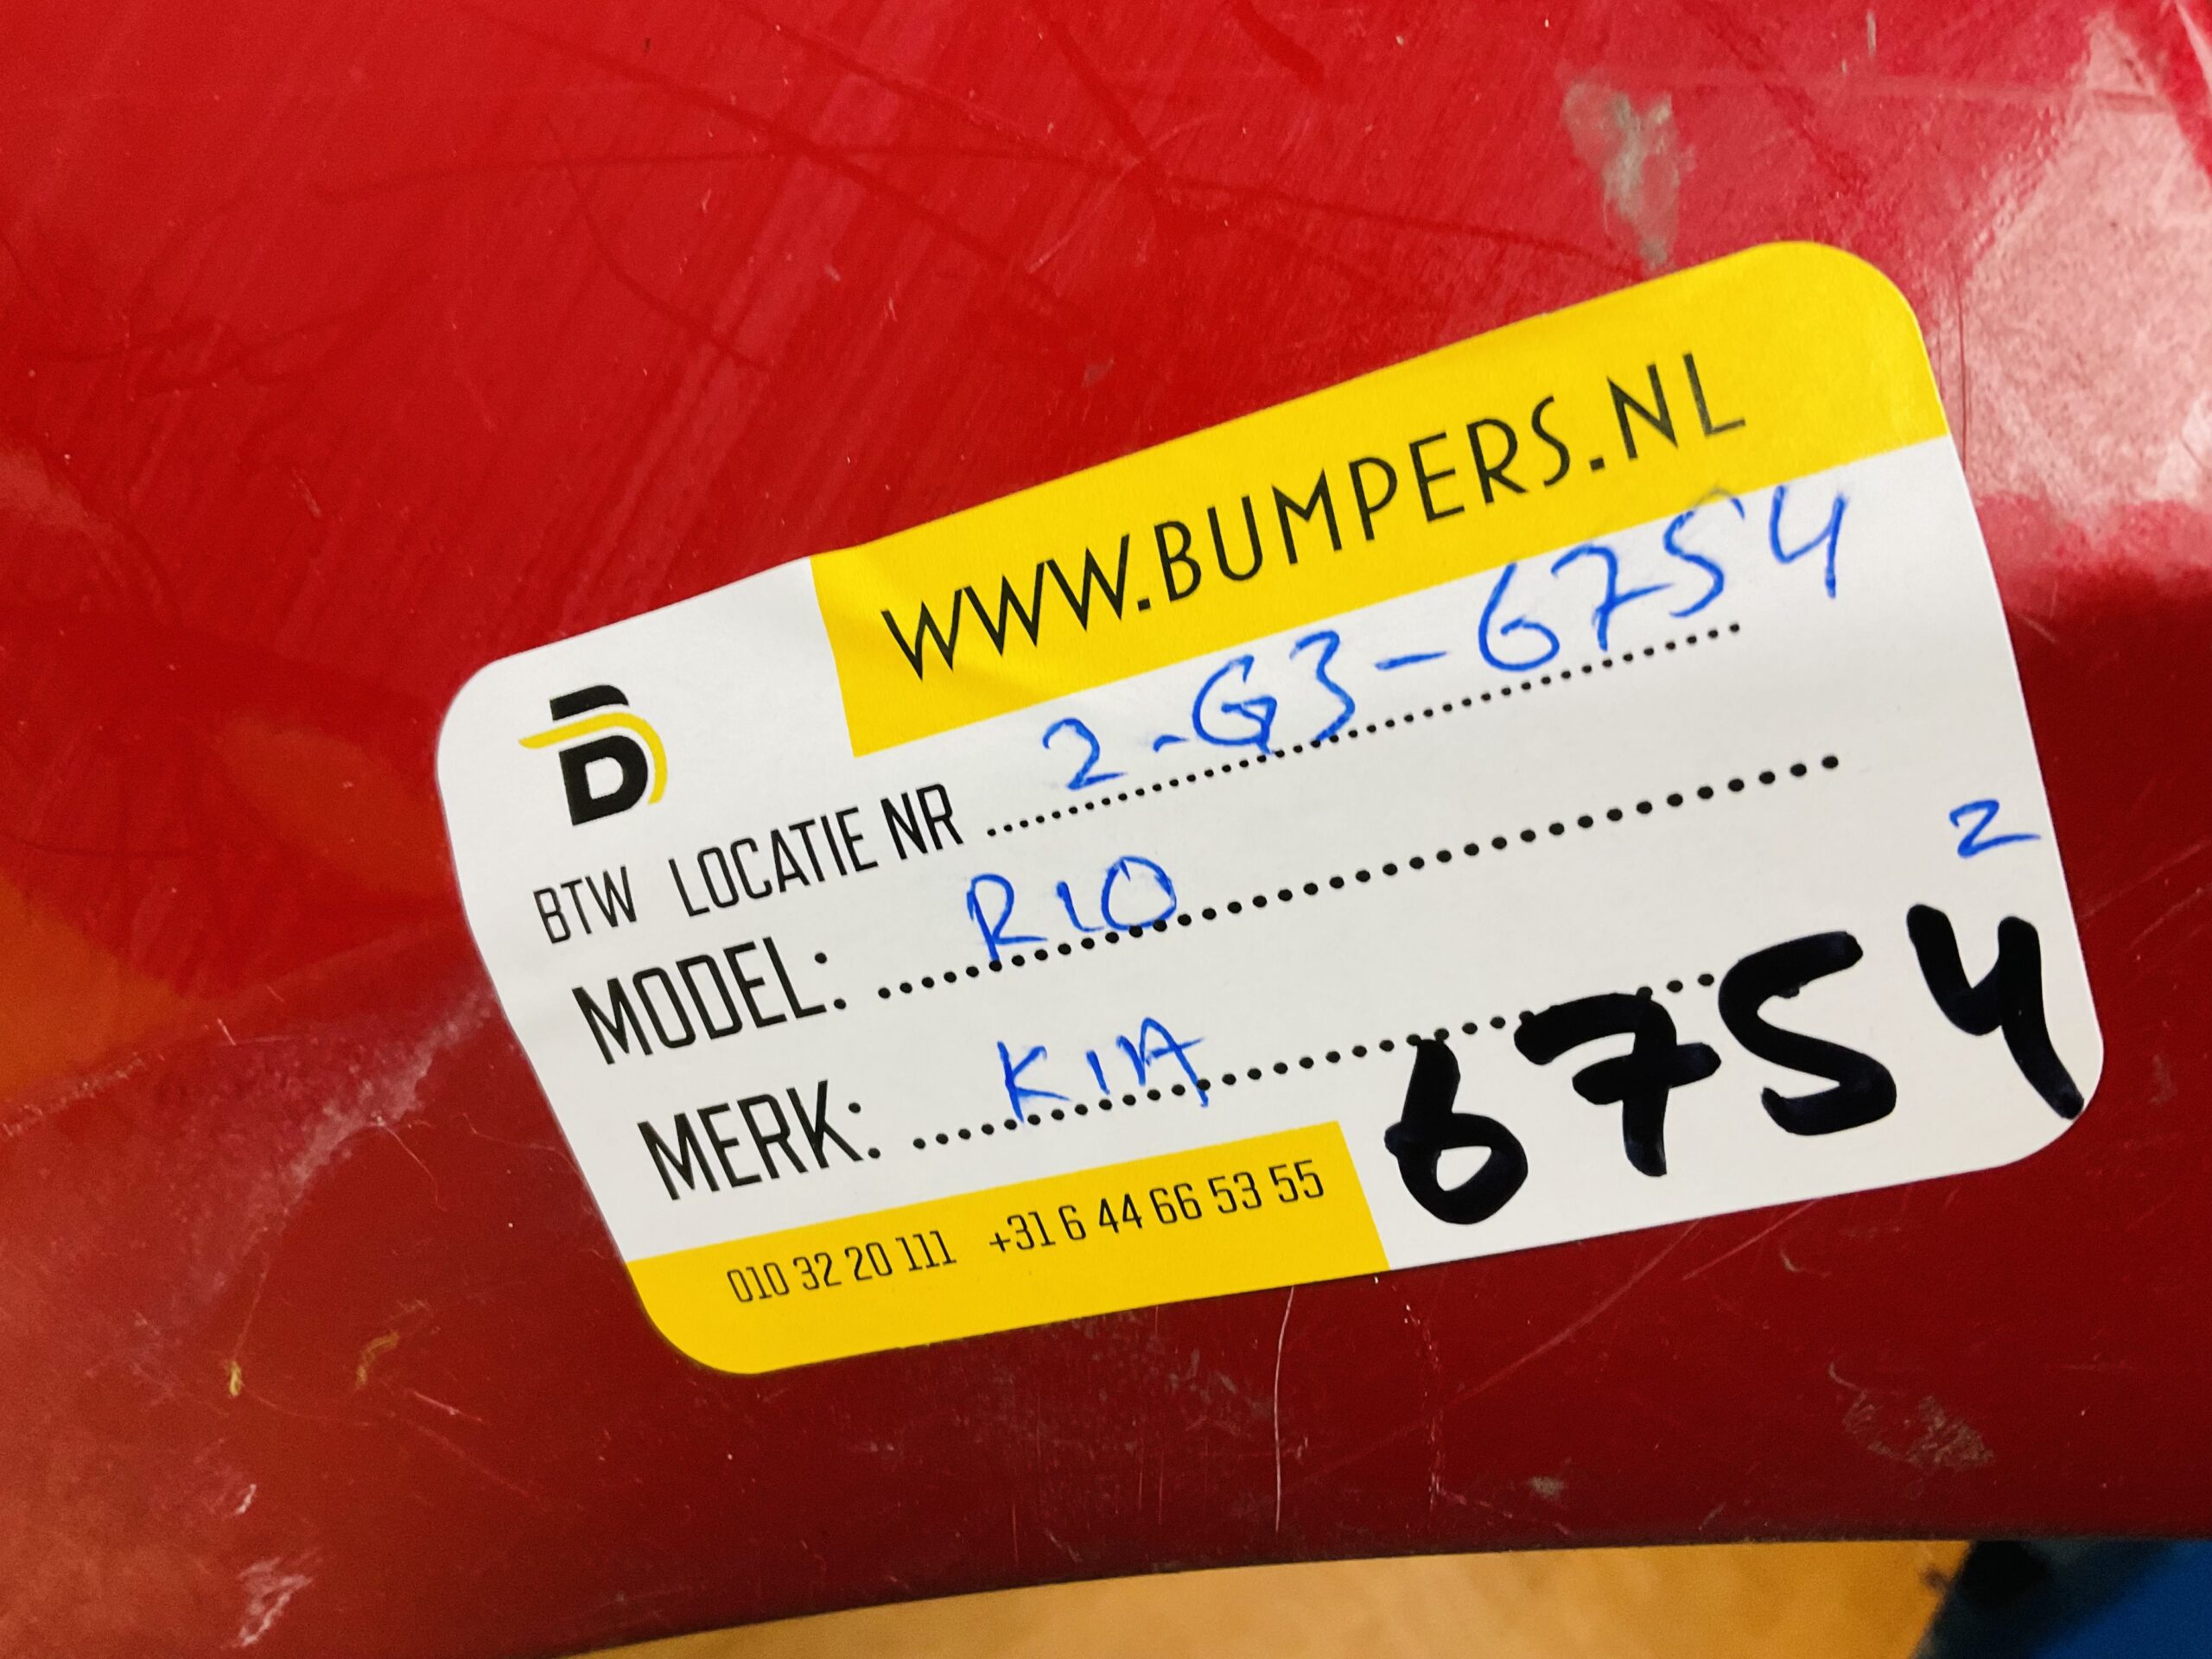 WWW.BUMPERS.NL
B
BTW LOCATIE NR 2-G3-6754
MODEL: RIO
2
MERK: KIA
6754
010 32 20 111 +31 6 44 66 53 55